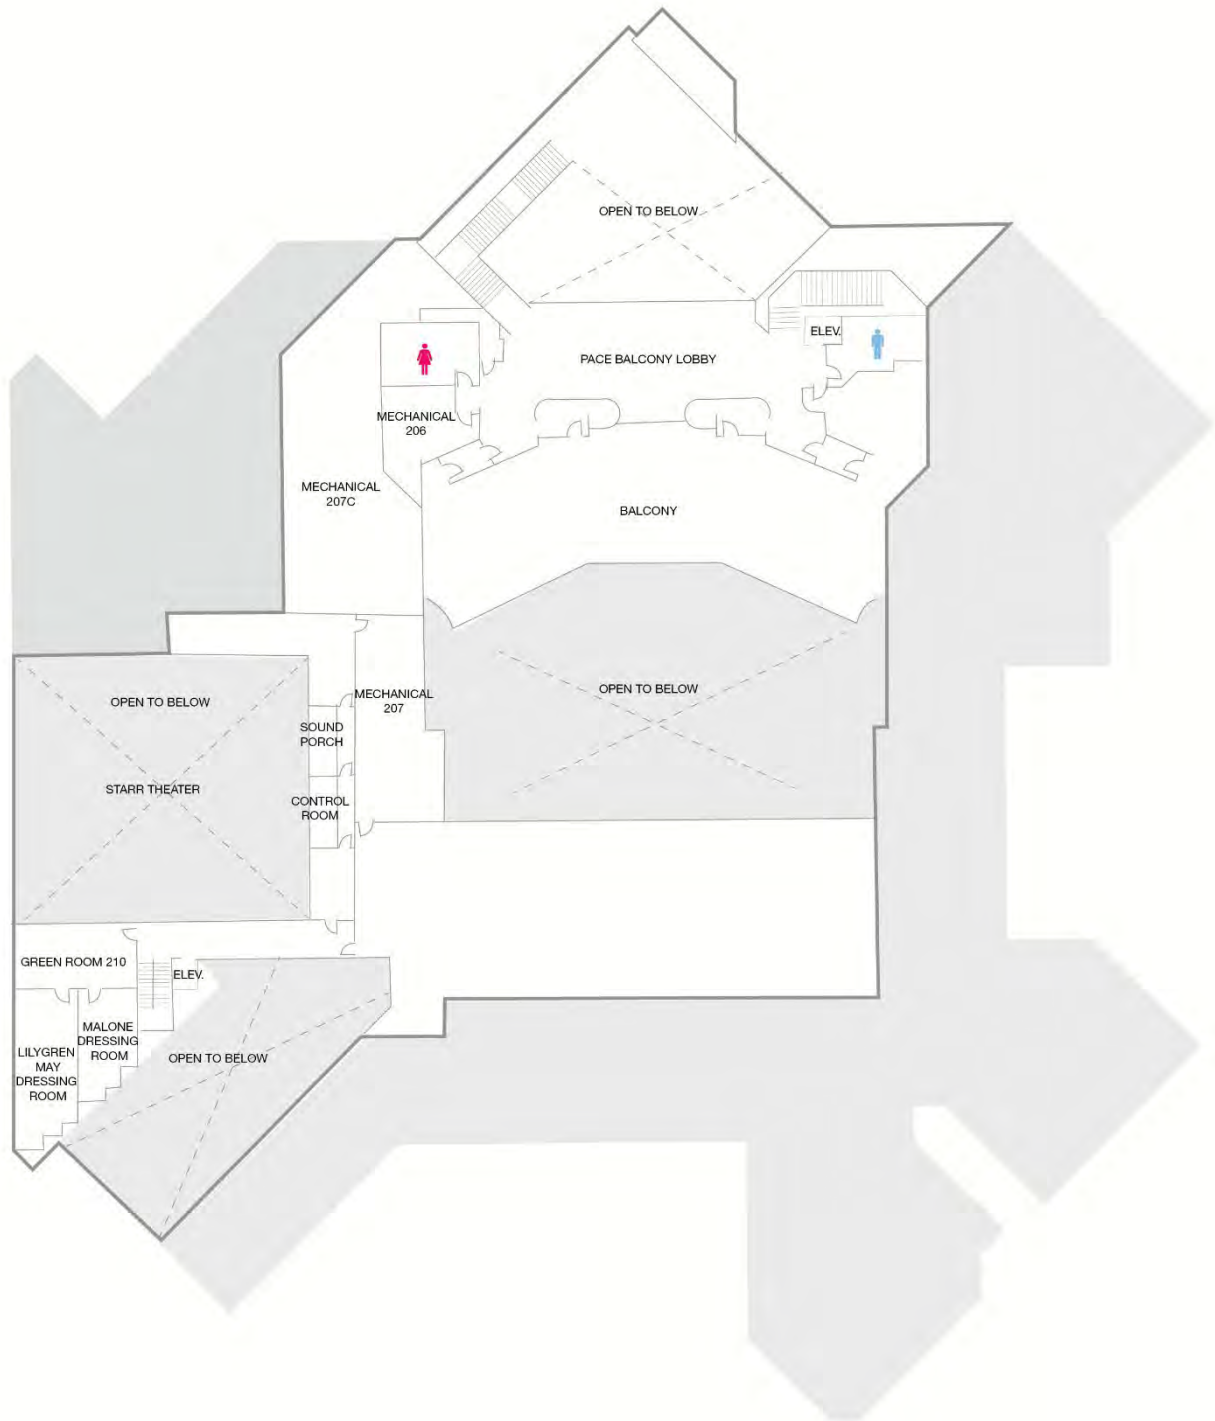 OPEN TO BELOW
ELEV.
PACE BALCONY LOBBY
MECHANICAL
206
MECHANICAL
207C
BALCONY
OPEN TO BELOW
MECHANICAL
207
OPEN TO BELOW
SOUND
PORCH
STARR THEATER
CONTROL
ROOM
GREEN ROOM 210
ELEV.
MALONE
DRESSING
ROOM
LILYGREN
MAY
DRESSING
ROOM
OPEN TO BELOW